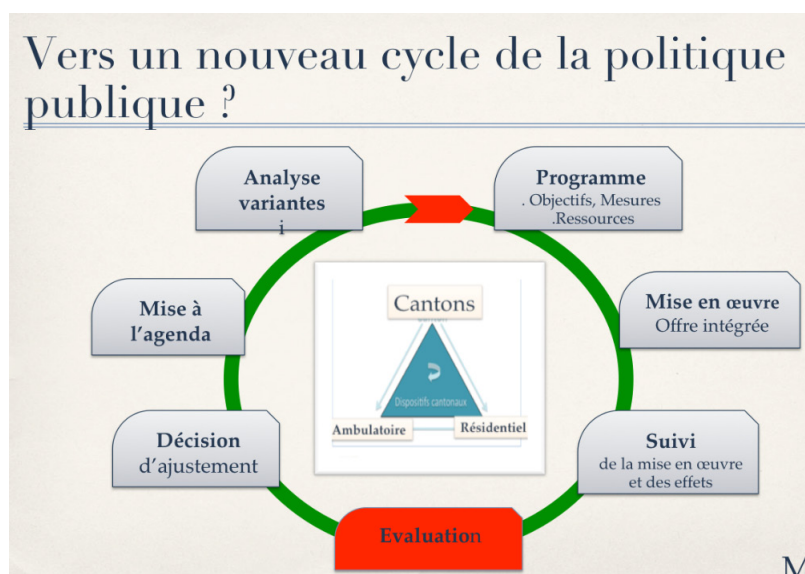 Vers un nouveau cycle de la politique
publique ?
Analyse
variantes
i
Programme
. Objectifs, Mesures
.Ressources
Mise à
l’agenda
Mise en œuvre
Offre intégrée
Cantons
Dispositifs cantonaux
Ambulatoire
Résidentiel
Décision
d’ajustement
Suivi
de la mise en œuvre
et des effets
Evaluation
M